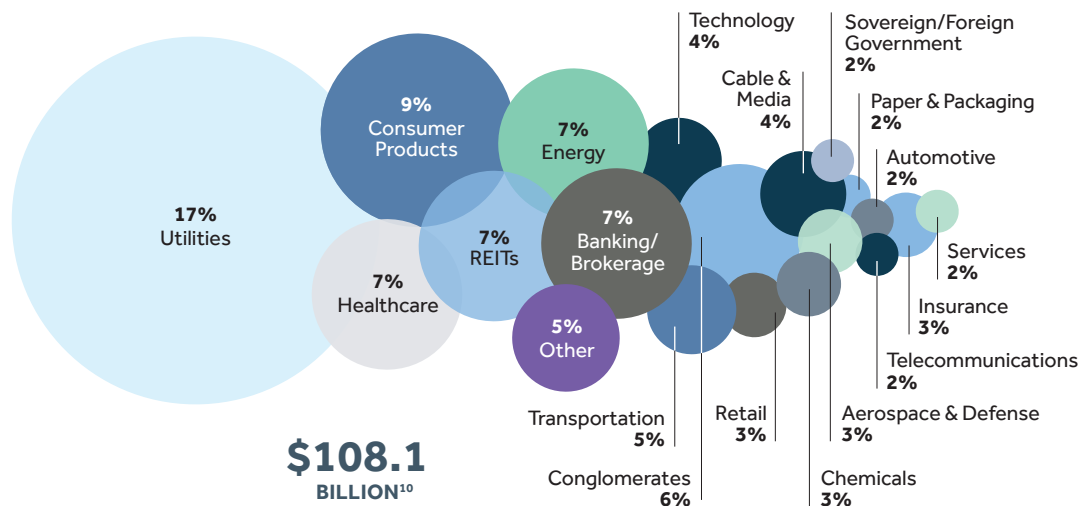 17%
Utilities
9%
Consumer
Products
7%
Healthcare
7%
Energy
7%
REITs
7%
Banking/
Brokerage
5%
Other
Technology
4%
Cable &
Media
4%
Sovereign/Foreign
Government
2%
Paper & Packaging
2%
Automotive
2%
Services
2%
Insurance
3%
Telecommunications
2%
Aerospace & Defense
3%
Chemicals
3%
Retail
3%
Transportation
5%
Conglomerates
6%
$108.1
BILLION¹⁰